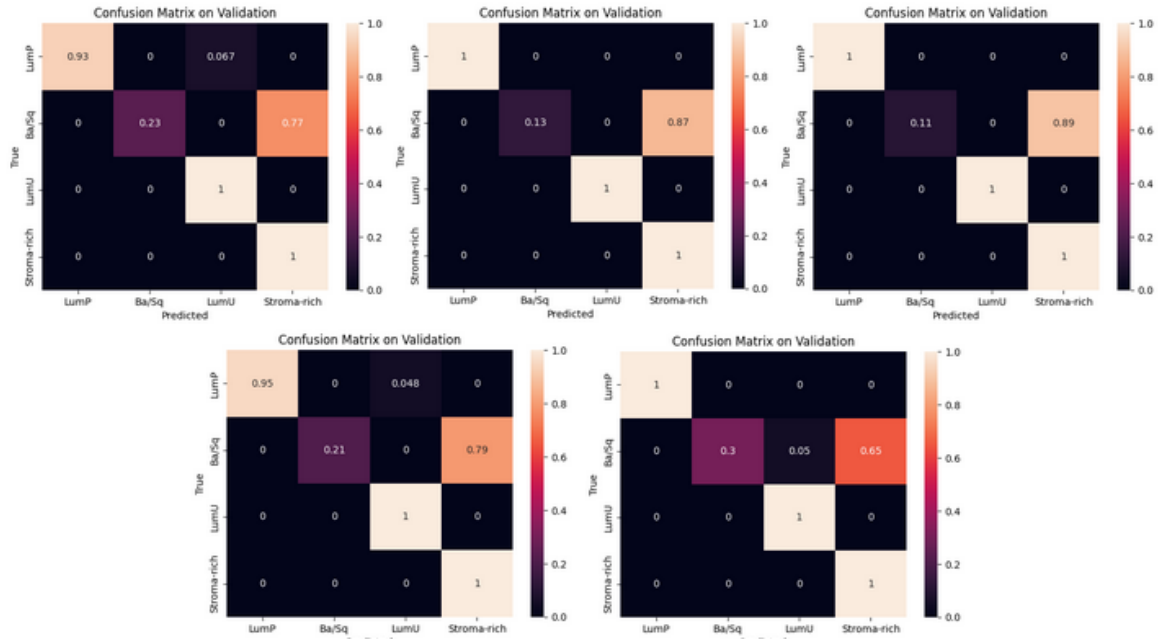 Confusion Matrix on Validation
1.0
LumP 0.93 0 0.067 0
0.8
Ba/Sq 0 0.23 0 0.77
0.6
True
0.4
LumU 0 0 1 0
0.2
Stroma-rich 0 0 0 1
0.0
LumP Ba/Sq LumU Stroma-rich
Predicted
Confusion Matrix on Validation
1.0
LumP 1 0 0 0
0.8
Ba/Sq 0 0.13 0 0.87
0.6
True
0.4
LumU 0 0 1 0
0.2
Stroma-rich 0 0 0 1
0.0
LumP Ba/Sq LumU Stroma-rich
Predicted
Confusion Matrix on Validation
1.0
LumP 1 0 0 0
0.8
Ba/Sq 0 0.11 0 0.89
0.6
True
0.4
LumU 0 0 1 0
0.2
Stroma-rich 0 0 0 1
0.0
LumP Ba/Sq LumU Stroma-rich
Predicted
Confusion Matrix on Validation
1.0
LumP 0.95 0 0.048 0
0.8
Ba/Sq 0 0.21 0 0.79
0.6
True
0.4
LumU 0 0 1 0
0.2
Stroma-rich 0 0 0 1
0.0
LumP Ba/Sq LumU Stroma-rich
Confusion Matrix on Validation
1.0
LumP 1 0 0 0
0.8
Ba/Sq 0 0.3 0.05 0.65
0.6
True
0.4
LumU 0 0 1 0
0.2
Stroma-rich 0 0 0 1
0.0
LumP Ba/Sq LumU Stroma-rich